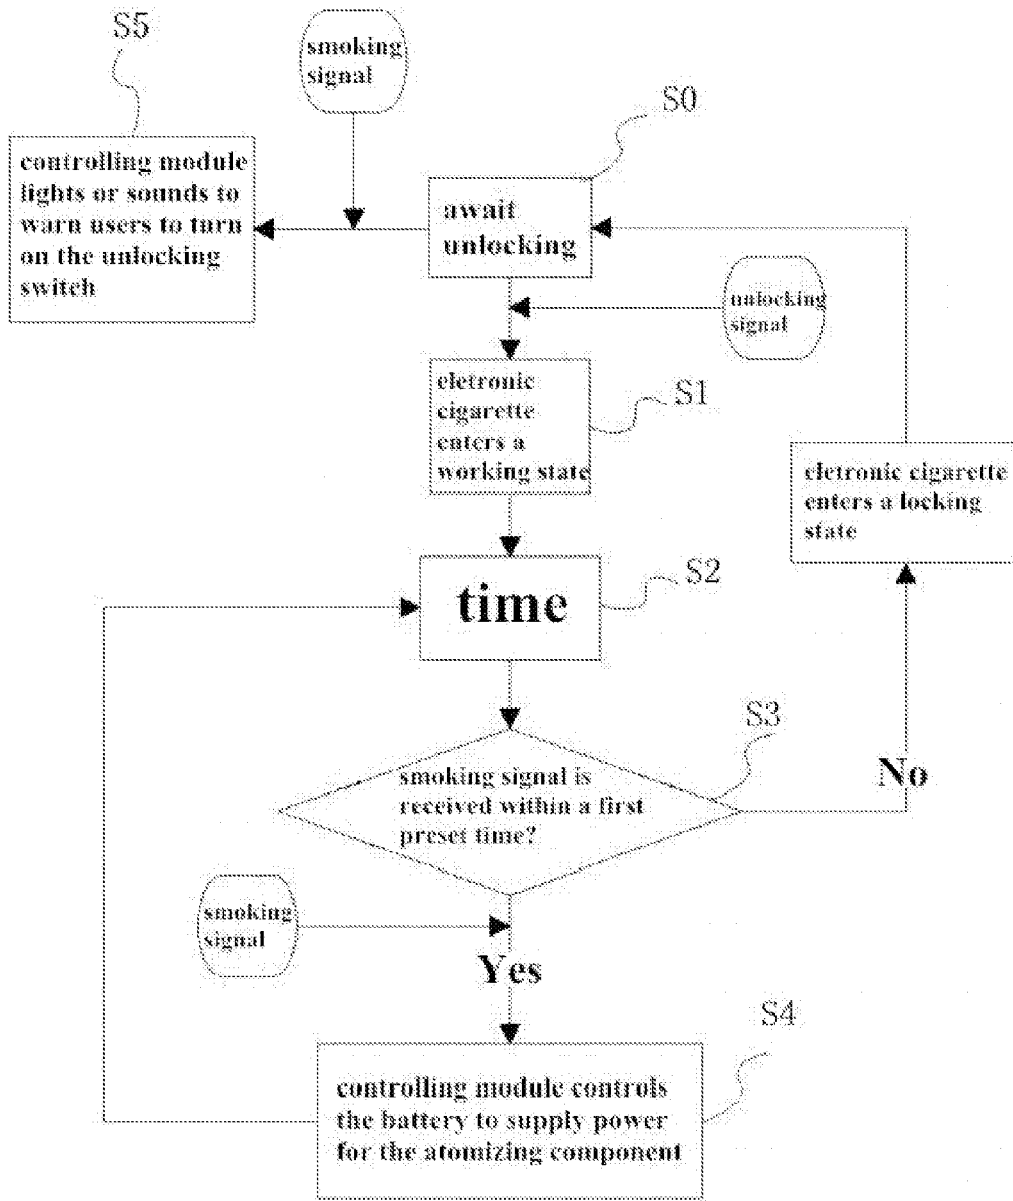 S5
smoking
signal
S0
controlling module
lights or sounds to
warn users to turn
on the unlocking
switch
await
unlocking
unlocking
signal
eletronic
cigarette
enters a
working state
S1
eletronic cigarette
enters a locking
state
time
S2
S3
smoking signal is
received within a first
preset time?
No
smoking
signal
Yes
S4
controlling module controls
the battery to supply power
for the atomizing component